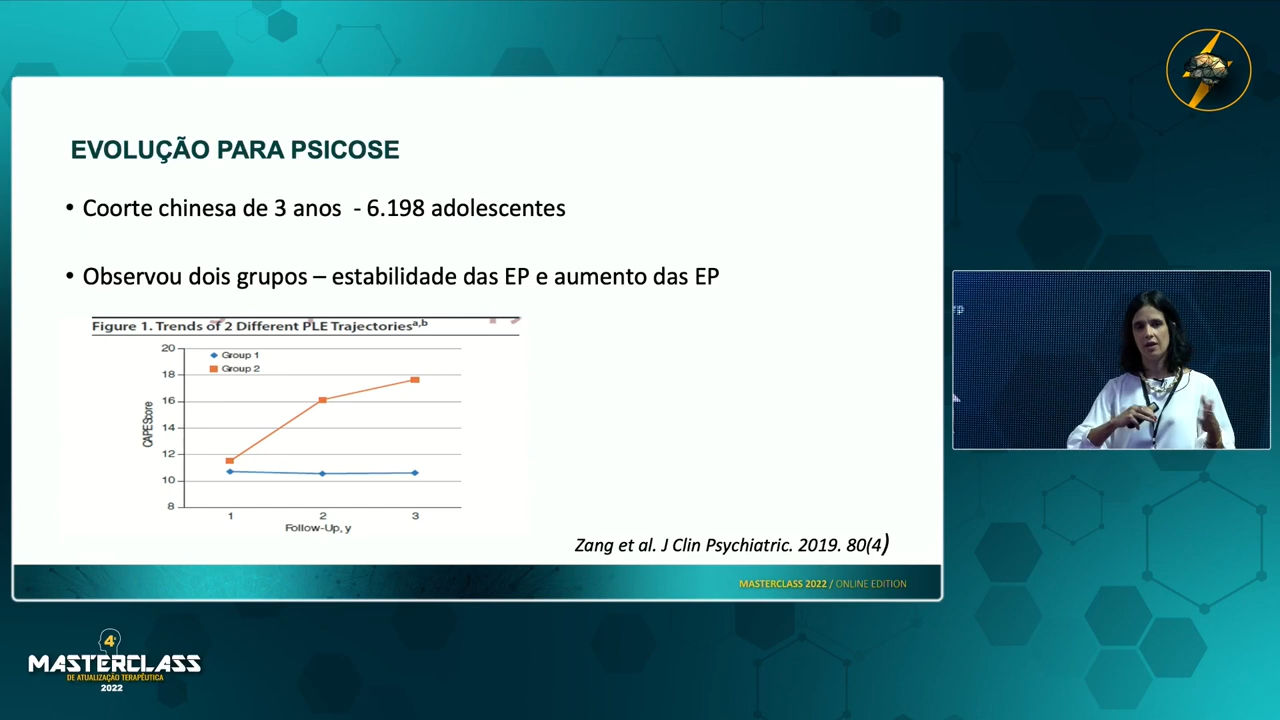 EVOLUÇÃO PARA PSICOSE
• Coorte chinesa de 3 anos - 6.198 adolescentes
• Observou dois grupos – estabilidade das EP e aumento das EP
Figure 1. Trends of 2 Different PLE Trajectoriesa,b
20
18
16
14
12
10
8
CAPE Score
Group 1
Group 2
1 2 3
Follow-Up, y
Zang et al. J Clin Psychiatric. 2019. 80(4)
MASTERCLASS 2022 / ONLINE EDITION
4ª
MASTERCLASS
DE ATUALIZAÇÃO TERAPÊUTICA
2022